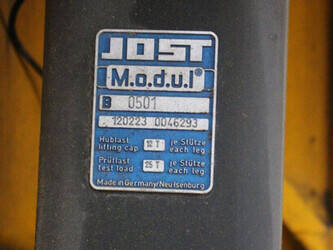 JOST
M.o.d.u.l®
B 0501
120223 0046293
Hublast 12 T je Stütze
lifting cap each leg
Prüflast 25 T je Stütze
test load each leg
Made in Germany/Neu Isenburg